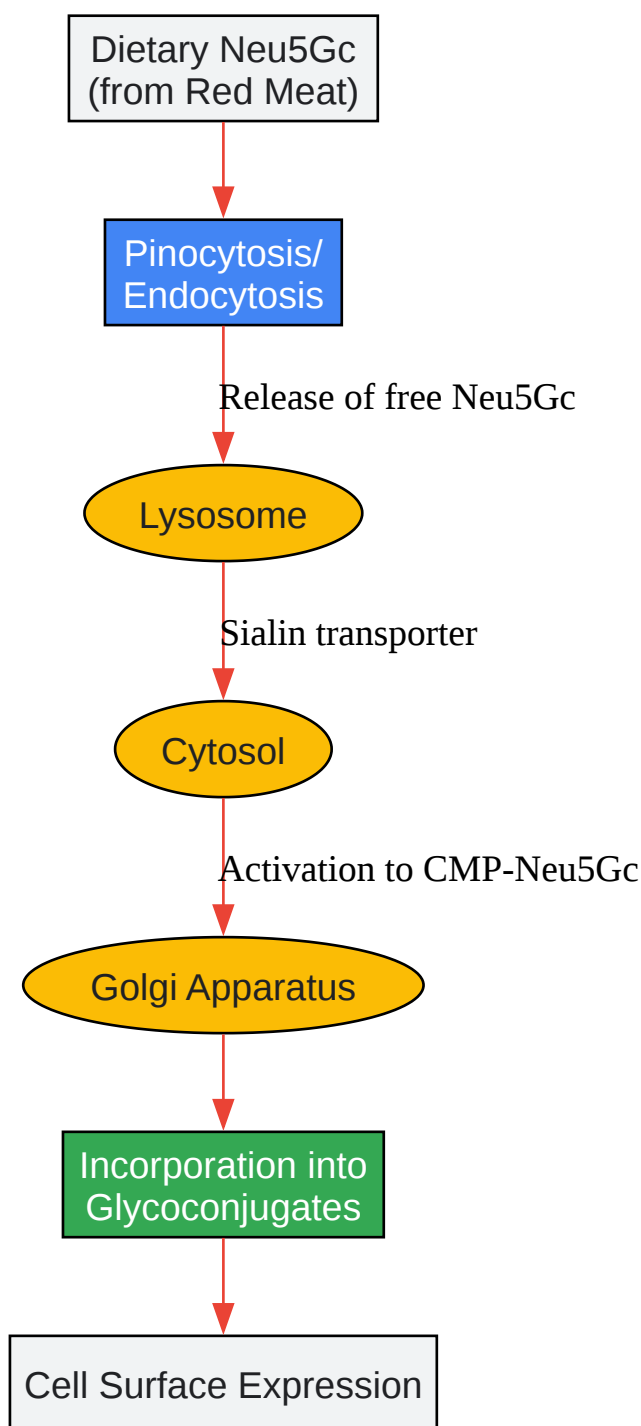 Dietary Neu5Gc
(from Red Meat)
Pinocytosis/
Endocytosis
Release of free Neu5Gc
Lysosome
Sialin transporter
Cytosol
Activation to CMP-Neu5Gc
Golgi Apparatus
Incorporation into
Glycoconjugates
Cell Surface Expression